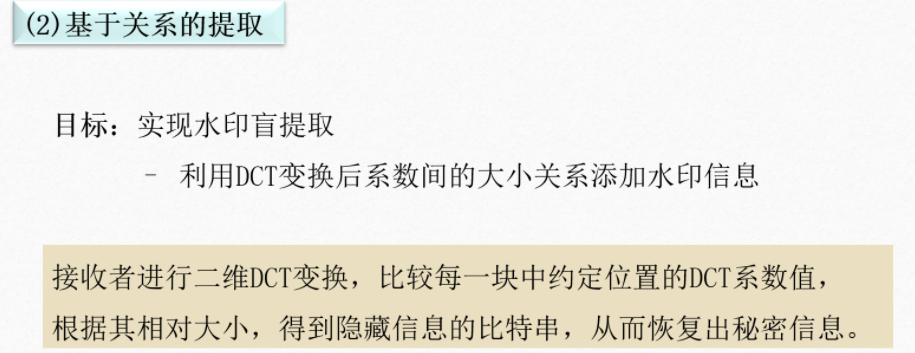 (2)基于关系的提取
目标：实现水印盲提取
- 利用DCT变换后系数间的大小关系添加水印信息
接收者进行二维DCT变换，比较每一块中约定位置的DCT系数值，
根据其相对大小，得到隐藏信息的比特串，从而恢复出秘密信息。